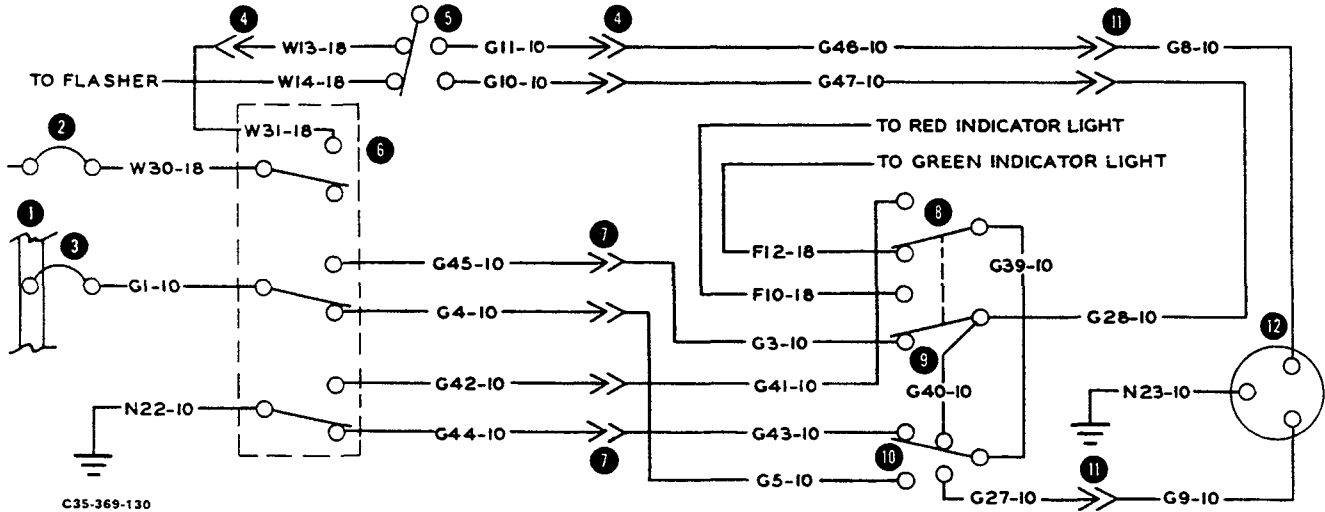 4 5 4 11
W13-18 G11-10 G46-10 G8-10
TO FLASHER W14-18 G10-10 G47-10
2 W31-18 6 TO RED INDICATOR LIGHT
W30-18 TO GREEN INDICATOR LIGHT
1 3 7 8
G45-10 F12-18 G39-10
G1-10 F10-18
G4-10 G3-10 G28-10 12
9
G42-10 G41-10 G40-10 N23-10
N22-10 G44-10 G43-10
7 10 11
G5-10 G27-10 G9-10
C35-369-130